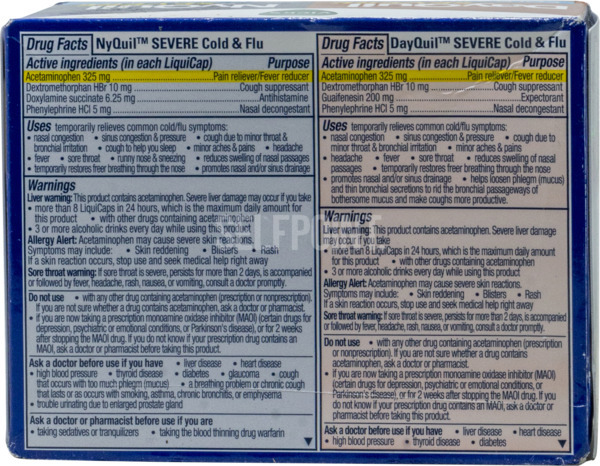 Drug Facts NyQuil™ SEVERE Cold & Flu
Active ingredients (in each LiquiCap) Purpose
Acetaminophen 325 mg Pain reliever/Fever reducer
Dextromethorphan HBr 10 mg Cough suppressant
Doxylamine succinate 6.25 mg Antihistamine
Phenylephrine HCl 5 mg Nasal decongestant
Uses temporarily relieves common cold/flu symptoms:
• nasal congestion • sinus congestion & pressure • cough due to minor throat &
bronchial irritation • cough to help you sleep • minor aches & pains • headache
• fever • sore throat • runny nose & sneezing • reduces swelling of nasal passages
• temporarily restores freer breathing through the nose • promotes nasal and/or sinus drainage
Warnings
Liver warning: This product contains acetaminophen. Severe liver damage may occur if you take
• more than 8 LiquiCaps in 24 hours, which is the maximum daily amount for
this product • with other drugs containing acetaminophen
• 3 or more alcoholic drinks every day while using this product
Allergy Alert: Acetaminophen may cause severe skin reactions.
Symptoms may include: • Skin reddening • Blisters • Rash
If a skin reaction occurs, stop use and seek medical help right away
Sore throat warning: If sore throat is severe, persists for more than 2 days, is accompanied
or followed by fever, headache, rash, nausea, or vomiting, consult a doctor promptly.
Do not use • with any other drug containing acetaminophen (prescription or nonprescription).
If you are not sure whether a drug contains acetaminophen, ask a doctor or pharmacist.
• if you are now taking a prescription monoamine oxidase inhibitor (MAOI) (certain drugs for
depression, psychiatric or emotional conditions, or Parkinson's disease), or for 2 weeks
after stopping the MAOI drug. If you do not know if your prescription drug contains an
MAOI, ask a doctor or pharmacist before taking this product.
Ask a doctor before use if you have • liver disease • heart disease
• high blood pressure • thyroid disease • diabetes • glaucoma • cough
that occurs with too much phlegm (mucus) • a breathing problem or chronic cough
that lasts or as occurs with smoking, asthma, chronic bronchitis, or emphysema
• trouble urinating due to enlarged prostate gland
Ask a doctor or pharmacist before use if you are
• taking sedatives or tranquilizers • taking the blood thinning drug warfarin
Drug Facts DayQuil™ SEVERE Cold & Flu
Active ingredients (in each LiquiCap) Purpose
Acetaminophen 325 mg Pain reliever/Fever reducer
Dextromethorphan HBr 10 mg Cough suppressant
Guaifenesin 200 mg Expectorant
Phenylephrine HCl 5 mg Nasal decongestant
Uses temporarily relieves common cold/flu symptoms:
• nasal congestion • sinus congestion & pressure • cough due to
minor throat & bronchial irritation • minor aches & pains
• headache • fever • sore throat • reduces swelling of nasal
passages • temporarily restores freer breathing through the nose
• promotes nasal and/or sinus drainage • helps loosen phlegm (mucus)
and thin bronchial secretions to rid the bronchial passageways of
bothersome mucus and make coughs more productive.
Warnings
Liver warning: This product contains acetaminophen. Severe liver damage
may occur if you take
• more than 8 LiquiCaps in 24 hours, which is the maximum daily amount
for this product • with other drugs containing acetaminophen
• 3 or more alcoholic drinks every day while using this product
Allergy Alert: Acetaminophen may cause severe skin reactions.
Symptoms may include: • Skin reddening • Blisters • Rash
If a skin reaction occurs, stop use and seek medical help right away
Sore throat warning: If sore throat is severe, persists for more than 2 days, is accompanied
or followed by fever, headache, rash, nausea, or vomiting, consult a doctor promptly.
Do not use • with any other drug containing acetaminophen (prescription
or nonprescription). If you are not sure whether a drug contains
acetaminophen, ask a doctor or pharmacist.
• if you are now taking a prescription monoamine oxidase inhibitor (MAOI)
(certain drugs for depression, psychiatric or emotional conditions, or
Parkinson's disease), or for 2 weeks after stopping the MAOI drug. If you do
not know if your prescription drug contains an MAOI, ask a doctor or
pharmacist before taking this product.
Ask a doctor before use if you have • liver disease • heart disease
• high blood pressure • thyroid disease • diabetes